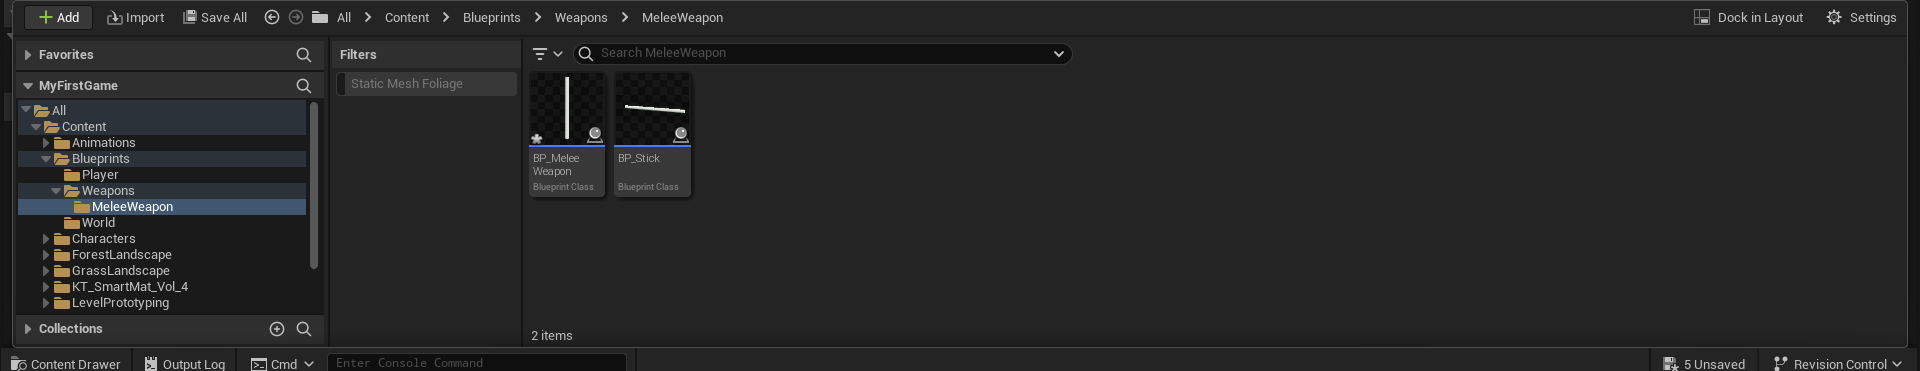 Add
Import
Save All
All
Content
Blueprints
Weapons
MeleeWeapon
Dock in Layout
Settings
Favorites
MyFirstGame
All
Content
Animations
Blueprints
Player
Weapons
MeleeWeapon
World
Characters
ForestLandscape
GrassLandscape
KT_SmartMat_Vol_4
LevelPrototyping
Collections
Filters
Static Mesh Foliage
Search MeleeWeapon
BP_Melee
Weapon
Blueprint Class
BP_Stick
Blueprint Class
2 items
Content Drawer
Output Log
Cmd
Enter Console Command
5 Unsaved
Revision Control